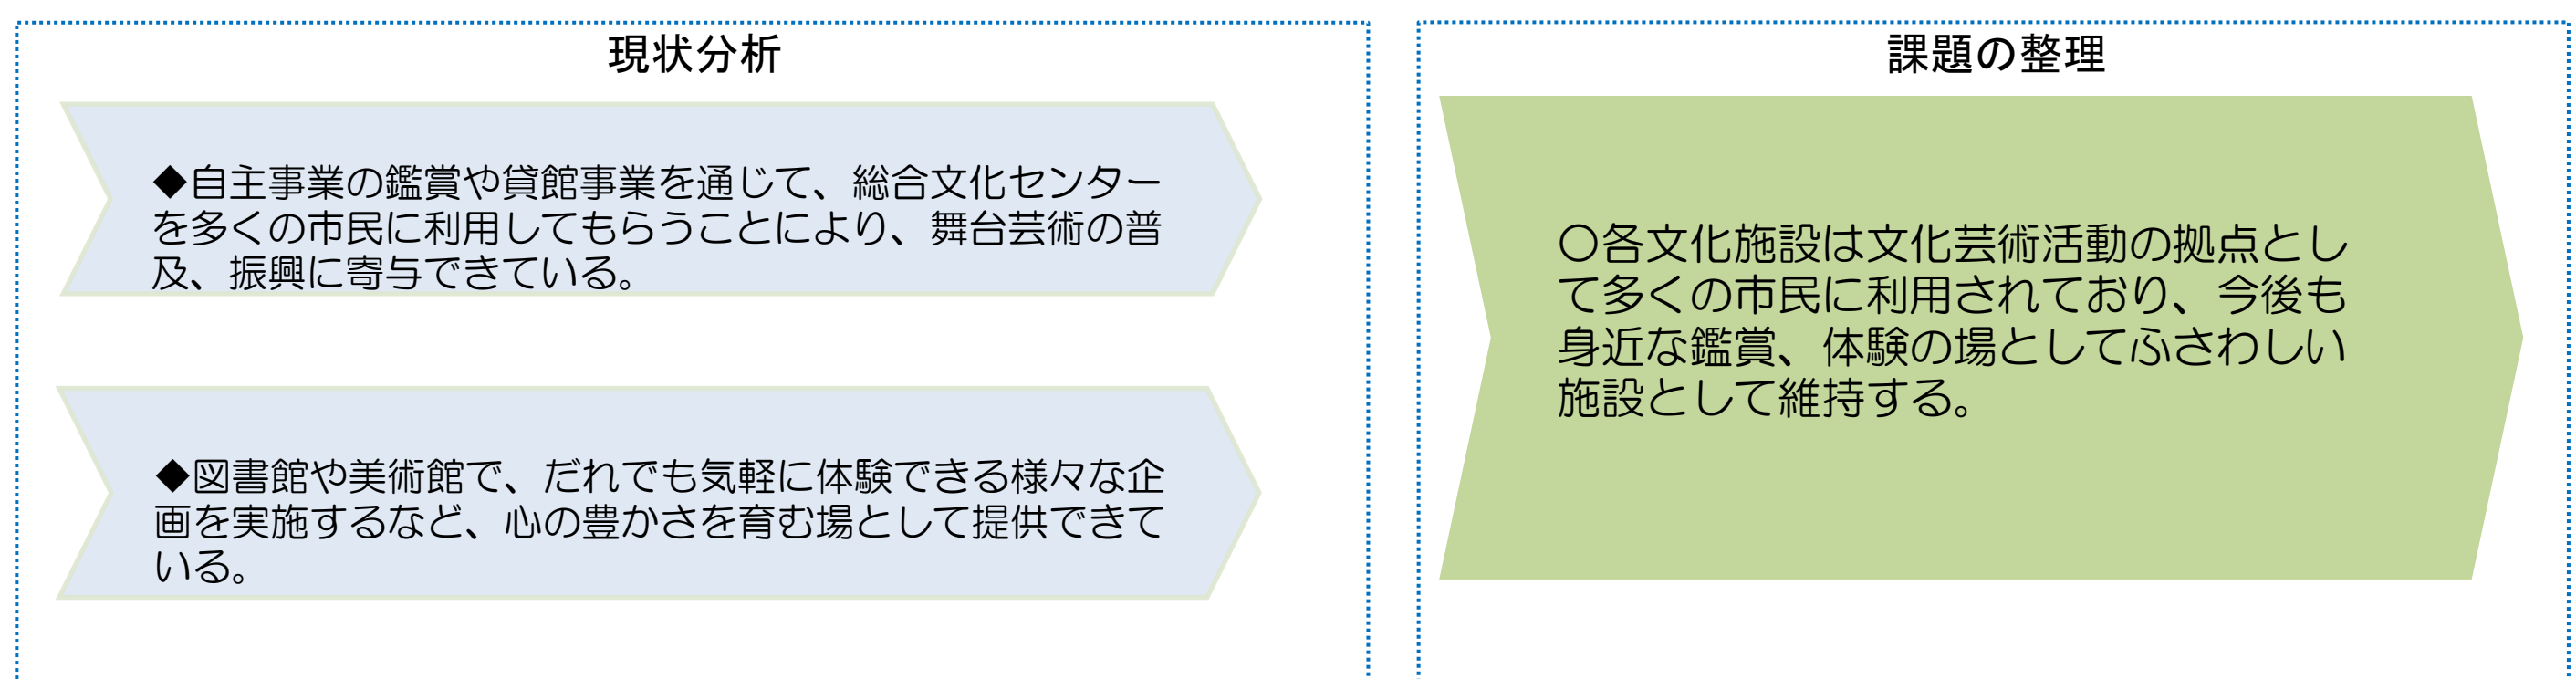 現状分析
◆自主事業の鑑賞や貸館事業を通じて、総合文化センター
を多くの市民に利用してもらうことにより、舞台芸術の普
及、振興に寄与できている。
◆図書館や美術館で、だれでも気軽に体験できる様々な企
画を実施するなど、心の豊かさを育む場として提供できて
いる。
課題の整理
○各文化施設は文化芸術活動の拠点とし
て多くの市民に利用されており、今後も
身近な鑑賞、体験の場としてふさわしい
施設として維持する。